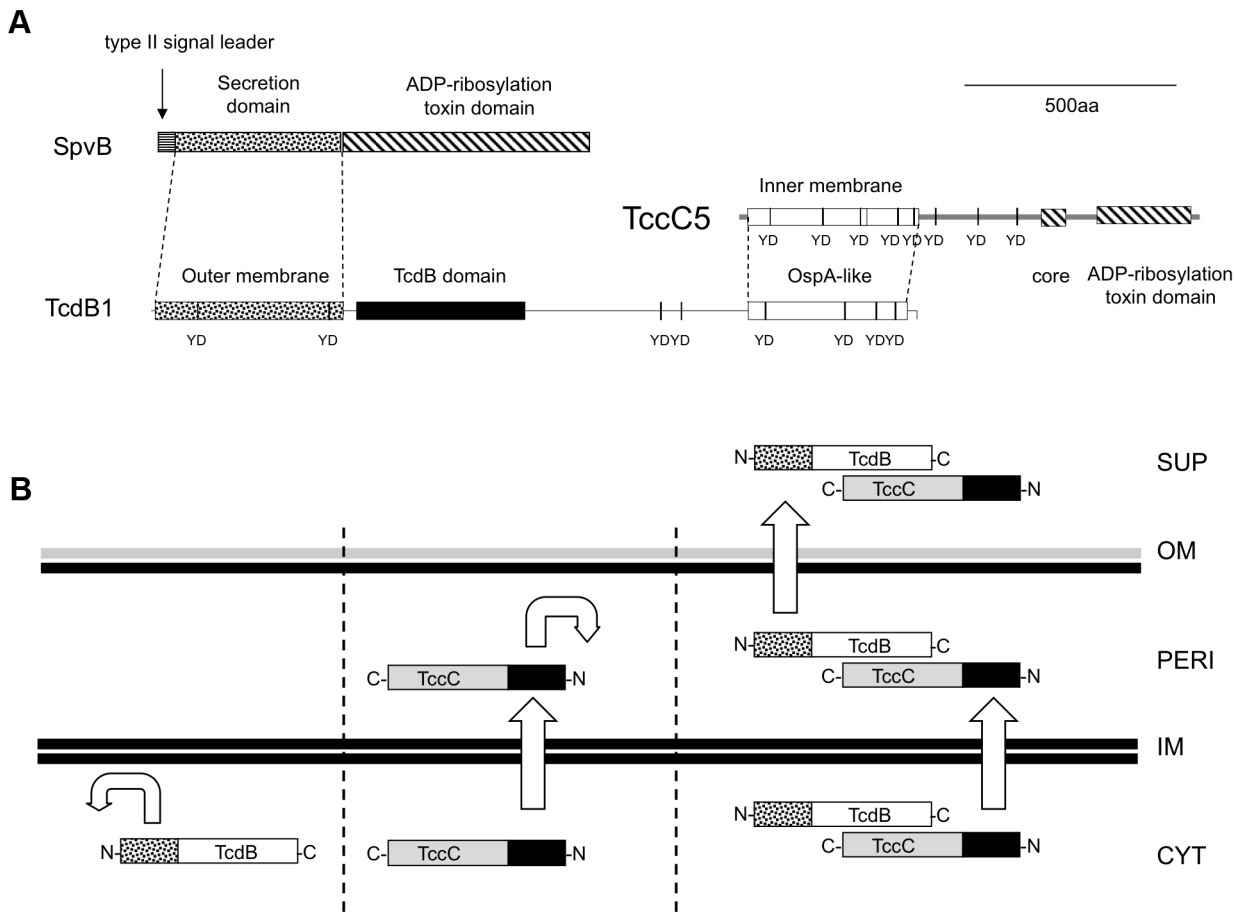 A
type II signal leader
Secretion
domain
ADP-ribosylation
toxin domain
500aa
SpvB
Inner membrane
TccC5
YD YD YD YD YD YD YD YD
Outer membrane
TcdB domain
OspA-like
core
ADP-ribosylation
toxin domain
TcdB1
YD YD YDYD YD YD YDYD
B
N- TcdB -C
SUP
C- TccC -N
OM
N- TcdB -C
PERI
C- TccC -N
C- TccC -N
IM
N- TcdB -C
C- TccC -N
N- TcdB -C
C- TccC -N
CYT